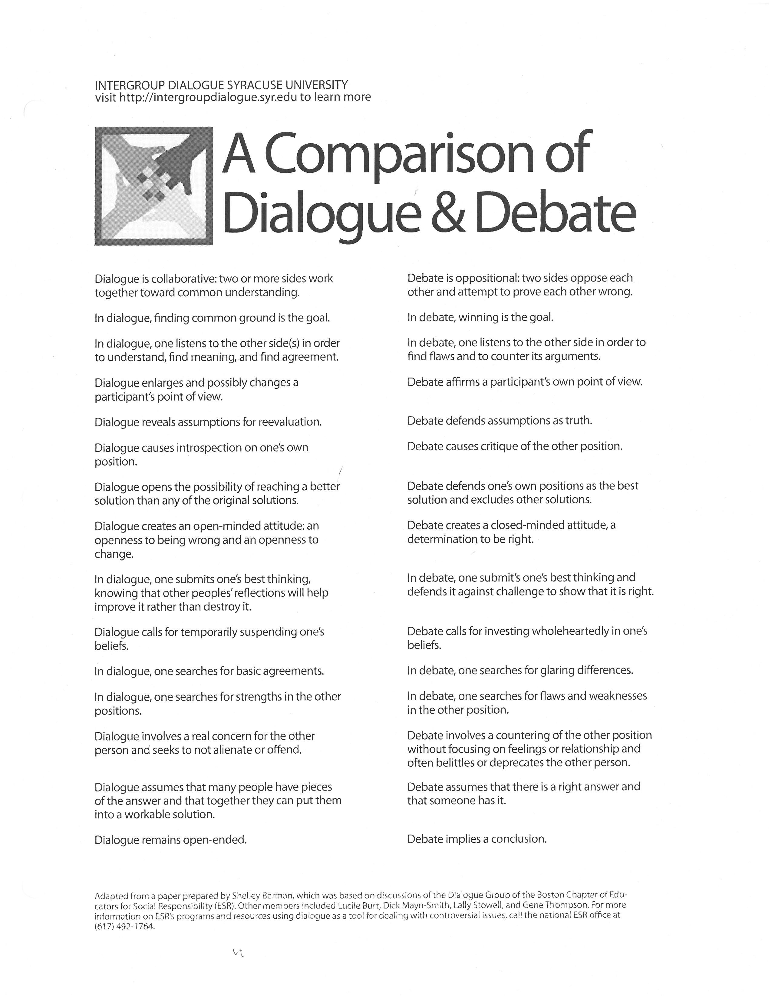 INTERGROUP DIALOGUE SYRACUSE UNIVERSITY
visit http://intergroupdialogue.syr.edu to learn more
A Comparison of
Dialogue & Debate
Dialogue is collaborative: two or more sides work
together toward common understanding.
Debate is oppositional: two sides oppose each
other and attempt to prove each other wrong.
In dialogue, finding common ground is the goal.
In debate, winning is the goal.
In dialogue, one listens to the other side(s) in order
to understand, find meaning, and find agreement.
In debate, one listens to the other side in order to
find flaws and to counter its arguments.
Dialogue enlarges and possibly changes a
participant's point of view.
Debate affirms a participant's own point of view.
Dialogue reveals assumptions for reevaluation.
Debate defends assumptions as truth.
Dialogue causes introspection on one's own
position.
Debate causes critique of the other position.
Dialogue opens the possibility of reaching a better
solution than any of the original solutions.
Debate defends one's own positions as the best
solution and excludes other solutions.
Dialogue creates an open-minded attitude: an
openness to being wrong and an openness to
change.
Debate creates a closed-minded attitude, a
determination to be right.
In dialogue, one submits one's best thinking,
knowing that other peoples' reflections will help
improve it rather than destroy it.
In debate, one submit's one's best thinking and
defends it against challenge to show that it is right.
Dialogue calls for temporarily suspending one's
beliefs.
Debate calls for investing wholeheartedly in one's
beliefs.
In dialogue, one searches for basic agreements.
In debate, one searches for glaring differences.
In dialogue, one searches for strengths in the other
positions.
In debate, one searches for flaws and weaknesses
in the other position.
Dialogue involves a real concern for the other
person and seeks to not alienate or offend.
Debate involves a countering of the other position
without focusing on feelings or relationship and
often belittles or deprecates the other person.
Dialogue assumes that many people have pieces
of the answer and that together they can put them
into a workable solution.
Debate assumes that there is a right answer and
that someone has it.
Dialogue remains open-ended.
Debate implies a conclusion.
Adapted from a paper prepared by Shelley Berman, which was based on discussions of the Dialogue Group of the Boston Chapter of Edu-
cators for Social Responsibility (ESR). Other members included Lucile Burt, Dick Mayo-Smith, Lally Stowell, and Gene Thompson. For more
information on ESR's programs and resources using dialogue as a tool for dealing with controversial issues, call the national ESR office at
(617) 492-1764.